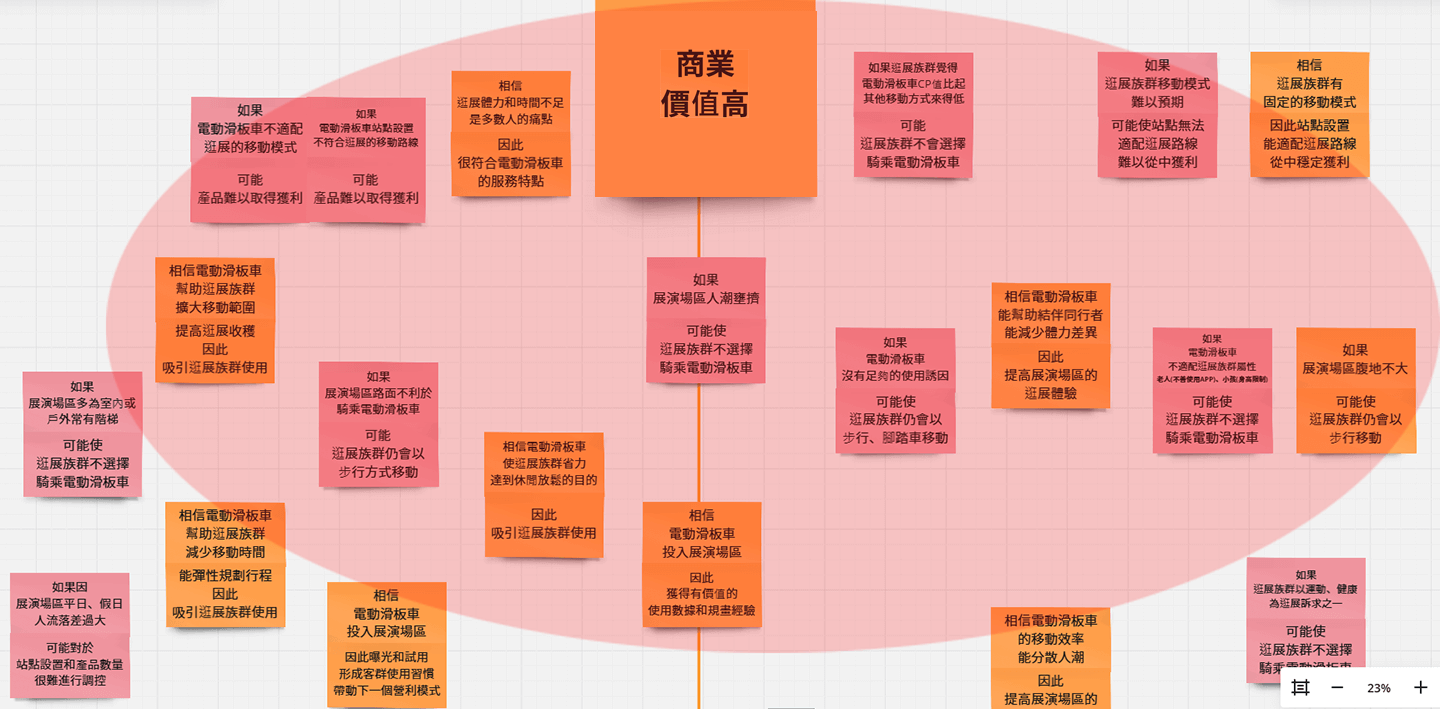 商業
價值高
如果
電動滑板車不適配
逛展的移動模式
可能
產品難以取得獲利
如果
電動滑板車站點設置
不符合逛展的移動路線
可能
產品難以取得獲利
相信
逛展體力和時間不足
是多數人的痛點
因此
很符合電動滑板車
的服務特點
如果逛展族群覺得
電動滑板車CP值比起
其他移動方式來得低
可能
逛展族群不會選擇
騎乘電動滑板車
如果
逛展族群移動模式
難以預期
可能使站點無法
適配逛展路線
難以從中獲利
相信
逛展族群有
固定的移動模式
因此站點設置
能適配逛展路線
從中穩定獲利
相信電動滑板車
幫助逛展族群
擴大移動範圍
提高逛展收穫
因此
吸引逛展族群使用
如果
展演場區人潮壅擠
可能使
逛展族群不選擇
騎乘電動滑板車
相信電動滑板車
能幫助結伴同行者
能減少體力差異
因此
提高展演場區的
逛展體驗
如果
電動滑板車
沒有足夠的使用誘因
可能使
逛展族群仍會以
步行、腳踏車移動
如果
電動滑板車
不適配逛展族群屬性
老人(不善使用APP)、小孩(身高限制)
可能使
逛展族群不選擇
騎乘電動滑板車
如果
展演場區腹地不大
可能使
逛展族群仍會以
步行移動
如果
展演場區多為室內或
戶外常有階梯
可能使
逛展族群不選擇
騎乘電動滑板車
如果
展演場區路面不利於
騎乘電動滑板車
可能
逛展族群仍會以
步行方式移動
相信電動滑板車
使逛展族群省力
達到休閒放鬆的目的
因此
吸引逛展族群使用
相信電動滑板車
幫助逛展族群
減少移動時間
能彈性規劃行程
因此
吸引逛展族群使用
相信
電動滑板車
投入展演場區
因此
獲得有價值的
使用數據和規畫經驗
如果因
展演場區平日、假日
人流落差過大
可能對於
站點設置和產品數量
很難進行調控
相信
電動滑板車
投入展演場區
因此曝光和試用
形成客群使用習慣
帶動下一個營利模式
相信電動滑板車
的移動效率
能分散人潮
因此
提高展演場區的
如果
逛展族群以運動、健康
為逛展訴求之一
可能使
逛展族群不選擇
騎乘電動滑板車
23%